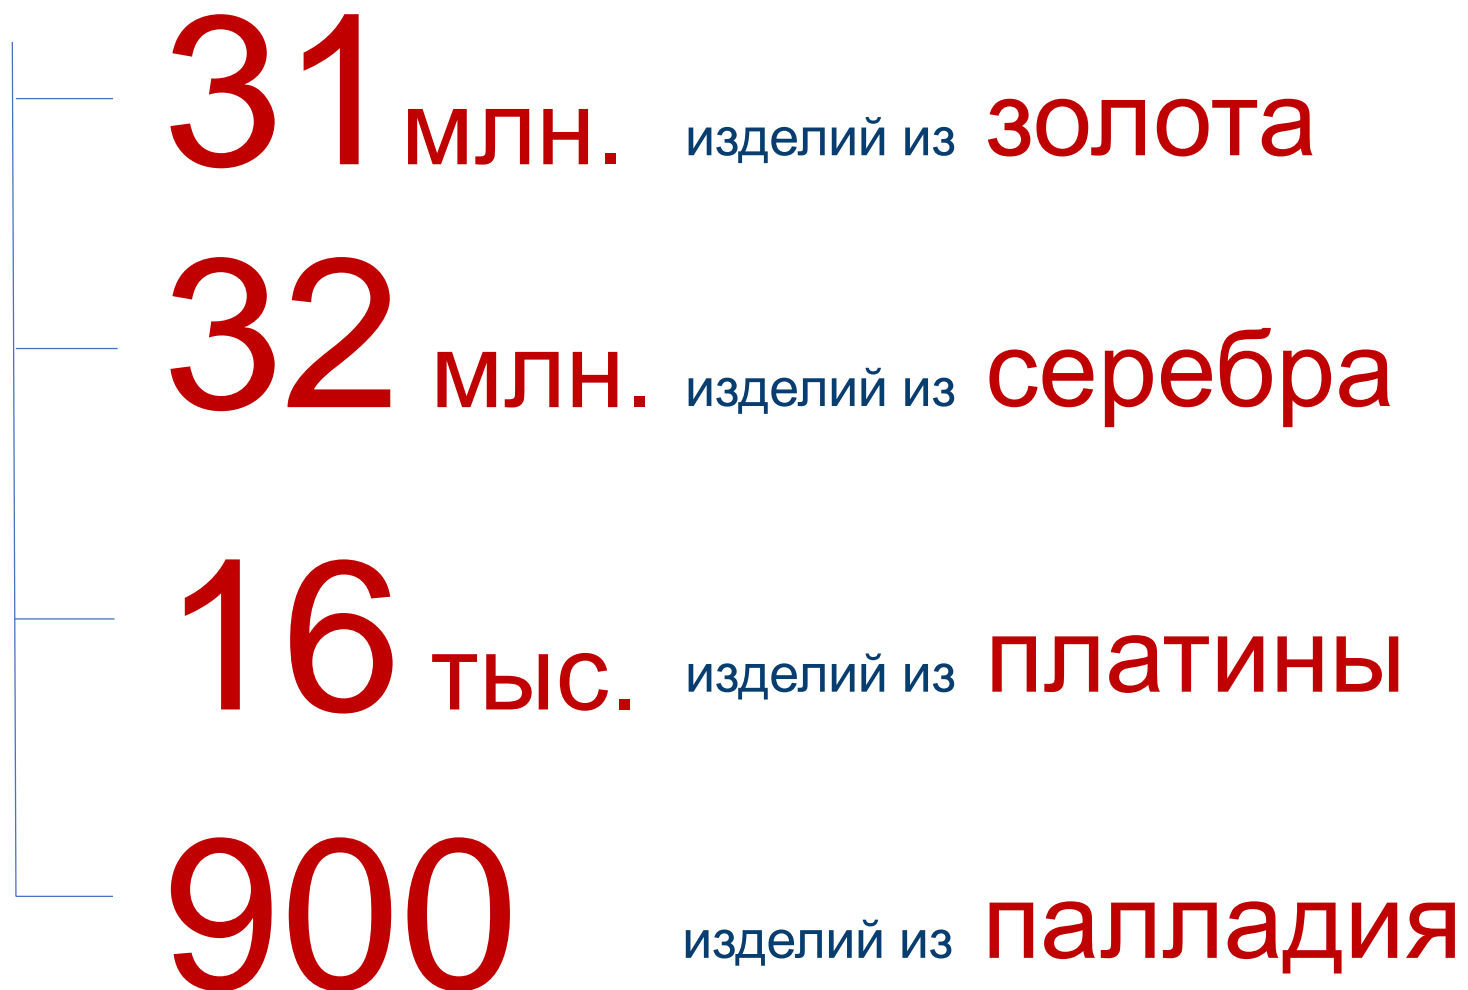 31 млн. изделий из золота
32 млн. изделий из серебра
16 тыс. изделий из платины
900 изделий из палладия